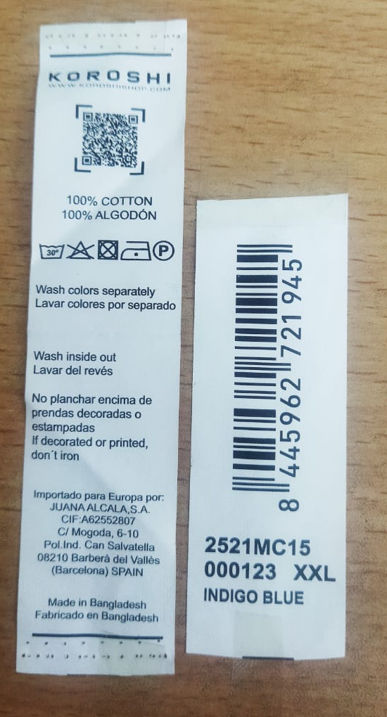 KOROSHI
WWW.KOROSHISHOP.COM
100% COTTON
100% ALGODÓN
30°
P
Wash colors separately
Lavar colores por separado
Wash inside out
Lavar del revés
No planchar encima de
prendas decoradas o
estampadas
If decorated or printed,
don´t iron
Importado para Europa por:
JUANA ALCALA,S.A.
CIF:A62552807
C/ Mogoda, 6-10
Pol.Ind. Can Salvatella
08210 Barberà del Vallès
(Barcelona) SPAIN
Made in Bangladesh
Fabricado en Bangladesh
8 445962 721945
2521MC15
000123 XXL
INDIGO BLUE